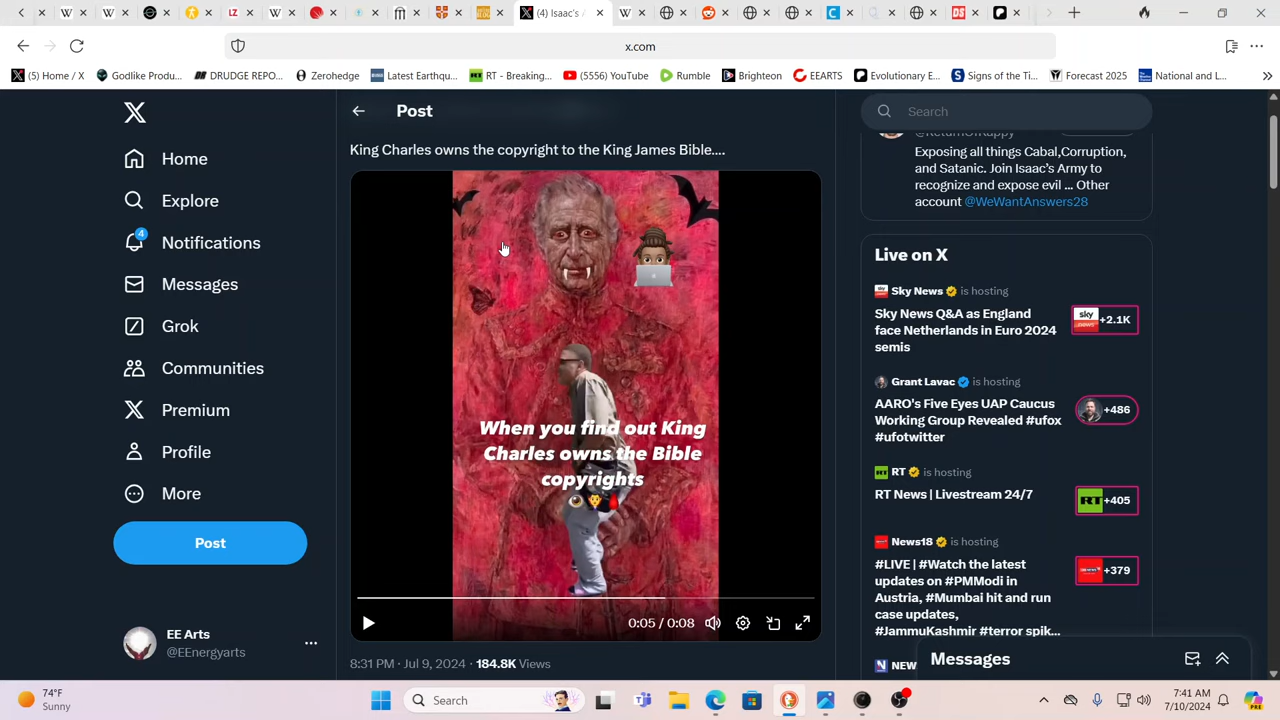 (4) Isaac's A
x.com
(5) Home / X
Godlike Produ...
DRUDGE REPO...
Zerohedge
Latest Earthqu...
RT - Breaking...
(5556) YouTube
Rumble
Brighteon
EEARTS
Evolutionary E...
Signs of the Ti...
Forecast 2025
National and L...
Home
Explore
4
Notifications
Messages
Grok
Communities
Premium
Profile
More
Post
EE Arts
@EEnergyarts
Post
King Charles owns the copyright to the King James Bible....
When you find out King
Charles owns the Bible
copyrights
0:05 / 0:08
8:31 PM · Jul 9, 2024 · 184.8K Views
Search
@ReturnOfKappy
Exposing all things Cabal,Corruption,
and Satanic. Join Isaac's Army to
recognize and expose evil ... Other
account @WeWantAnswers28
Live on X
Sky News is hosting
Sky News Q&A as England
face Netherlands in Euro 2024
semis
sky news +2.1K
Grant Lavac is hosting
AARO's Five Eyes UAP Caucus
Working Group Revealed #ufox
#ufotwitter
+486
RT is hosting
RT News | Livestream 24/7
RT +405
News18 is hosting
#LIVE | #Watch the latest
updates on #PMModi in
Austria, #Mumbai hit and run
case updates,
#JammuKashmir #terror spik...
+379
NEW
Messages
74°F
Sunny
Search
7:41 AM
7/10/2024